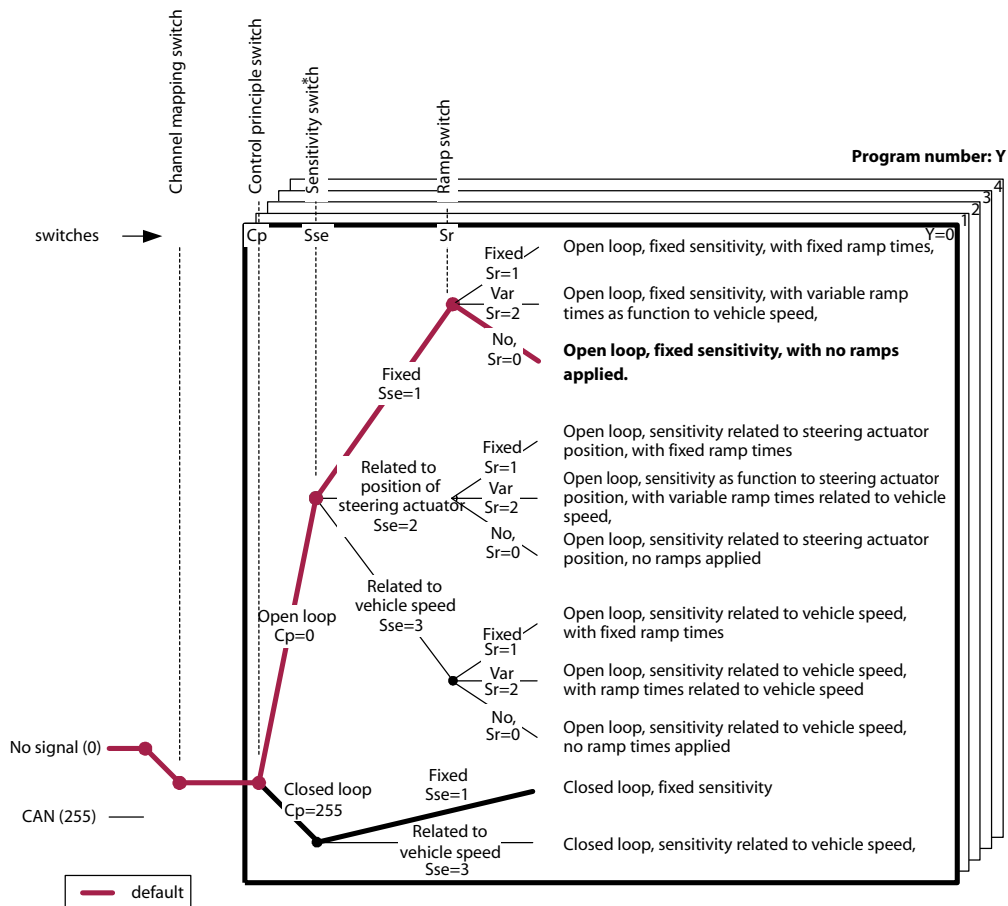 Channel mapping switch
Control principle switch
Sensitivity switch*
Ramp switch
Program number: Y
4
3
2
1
switches
Cp
Sse
Sr
Y=0
Fixed
Sr=1
Open loop, fixed sensitivity, with fixed ramp times,
Var
Sr=2
Open loop, fixed sensitivity, with variable ramp
times as function to vehicle speed,
No,
Sr=0
Open loop, fixed sensitivity, with no ramps
applied.
Fixed
Sse=1
Related to
position of
steering actuator
Sse=2
Fixed
Sr=1
Open loop, sensitivity related to steering actuator
position, with fixed ramp times
Var
Sr=2
Open loop, sensitivity as function to steering actuator
position, with variable ramp times related to vehicle
speed,
No,
Sr=0
Open loop, sensitivity related to steering actuator
position, no ramps applied
Related to
vehicle speed
Sse=3
Open loop
Cp=0
Fixed
Sr=1
Open loop, sensitivity related to vehicle speed,
with fixed ramp times
Var
Sr=2
Open loop, sensitivity related to vehicle speed,
with ramp times related to vehicle speed
No,
Sr=0
Open loop, sensitivity related to vehicle speed,
no ramp times applied
No signal (0)
CAN (255)
Closed loop
Cp=255
Fixed
Sse=1
Closed loop, fixed sensitivity
Related to
vehicle speed
Sse=3
Closed loop, sensitivity related to vehicle speed,
default